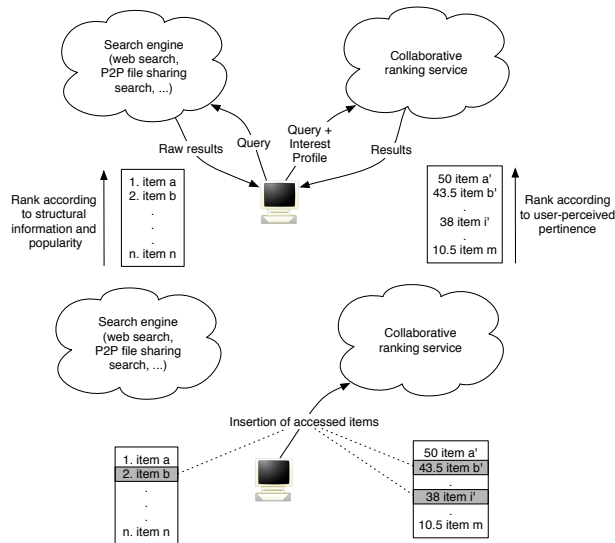 Search engine
(web search,
P2P file sharing
search, ...)
Collaborative
ranking service
Raw results
Query
Query +
Interest
Profile
Results
Rank according
to structural
information and
popularity
1. item a
2. item b
.
.
.
n. item n
50 item a'
43.5 item b'
.
38 item i'
.
10.5 item m
Rank according
to user-perceived
pertinence
Search engine
(web search,
P2P file sharing
search, ...)
Collaborative
ranking service
Insertion of accessed items
1. item a
2. item b
.
.
.
n. item n
50 item a'
43.5 item b'
.
38 item i'
.
10.5 item m